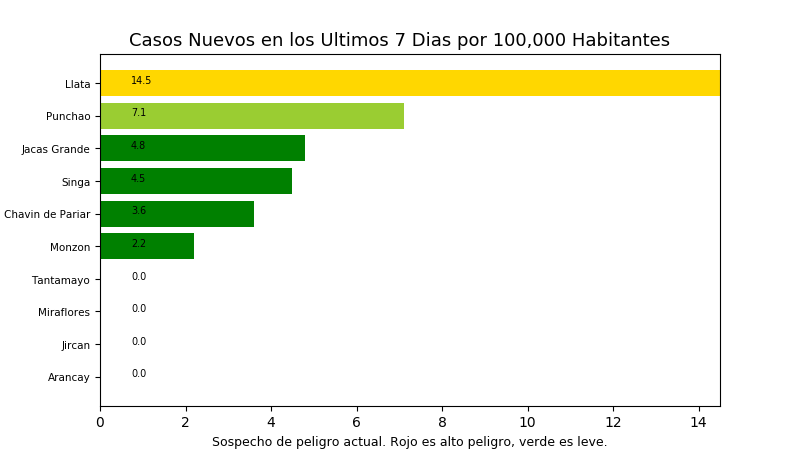 Casos Nuevos en los Ultimos 7 Dias por 100,000 Habitantes
Llata 14.5
Punchao 7.1
Jacas Grande 4.8
Singa 4.5
Chavin de Pariar 3.6
Monzon 2.2
Tantamayo 0.0
Miraflores 0.0
Jircan 0.0
Arancay 0.0
0 2 4 6 8 10 12 14
Sospecho de peligro actual. Rojo es alto peligro, verde es leve.